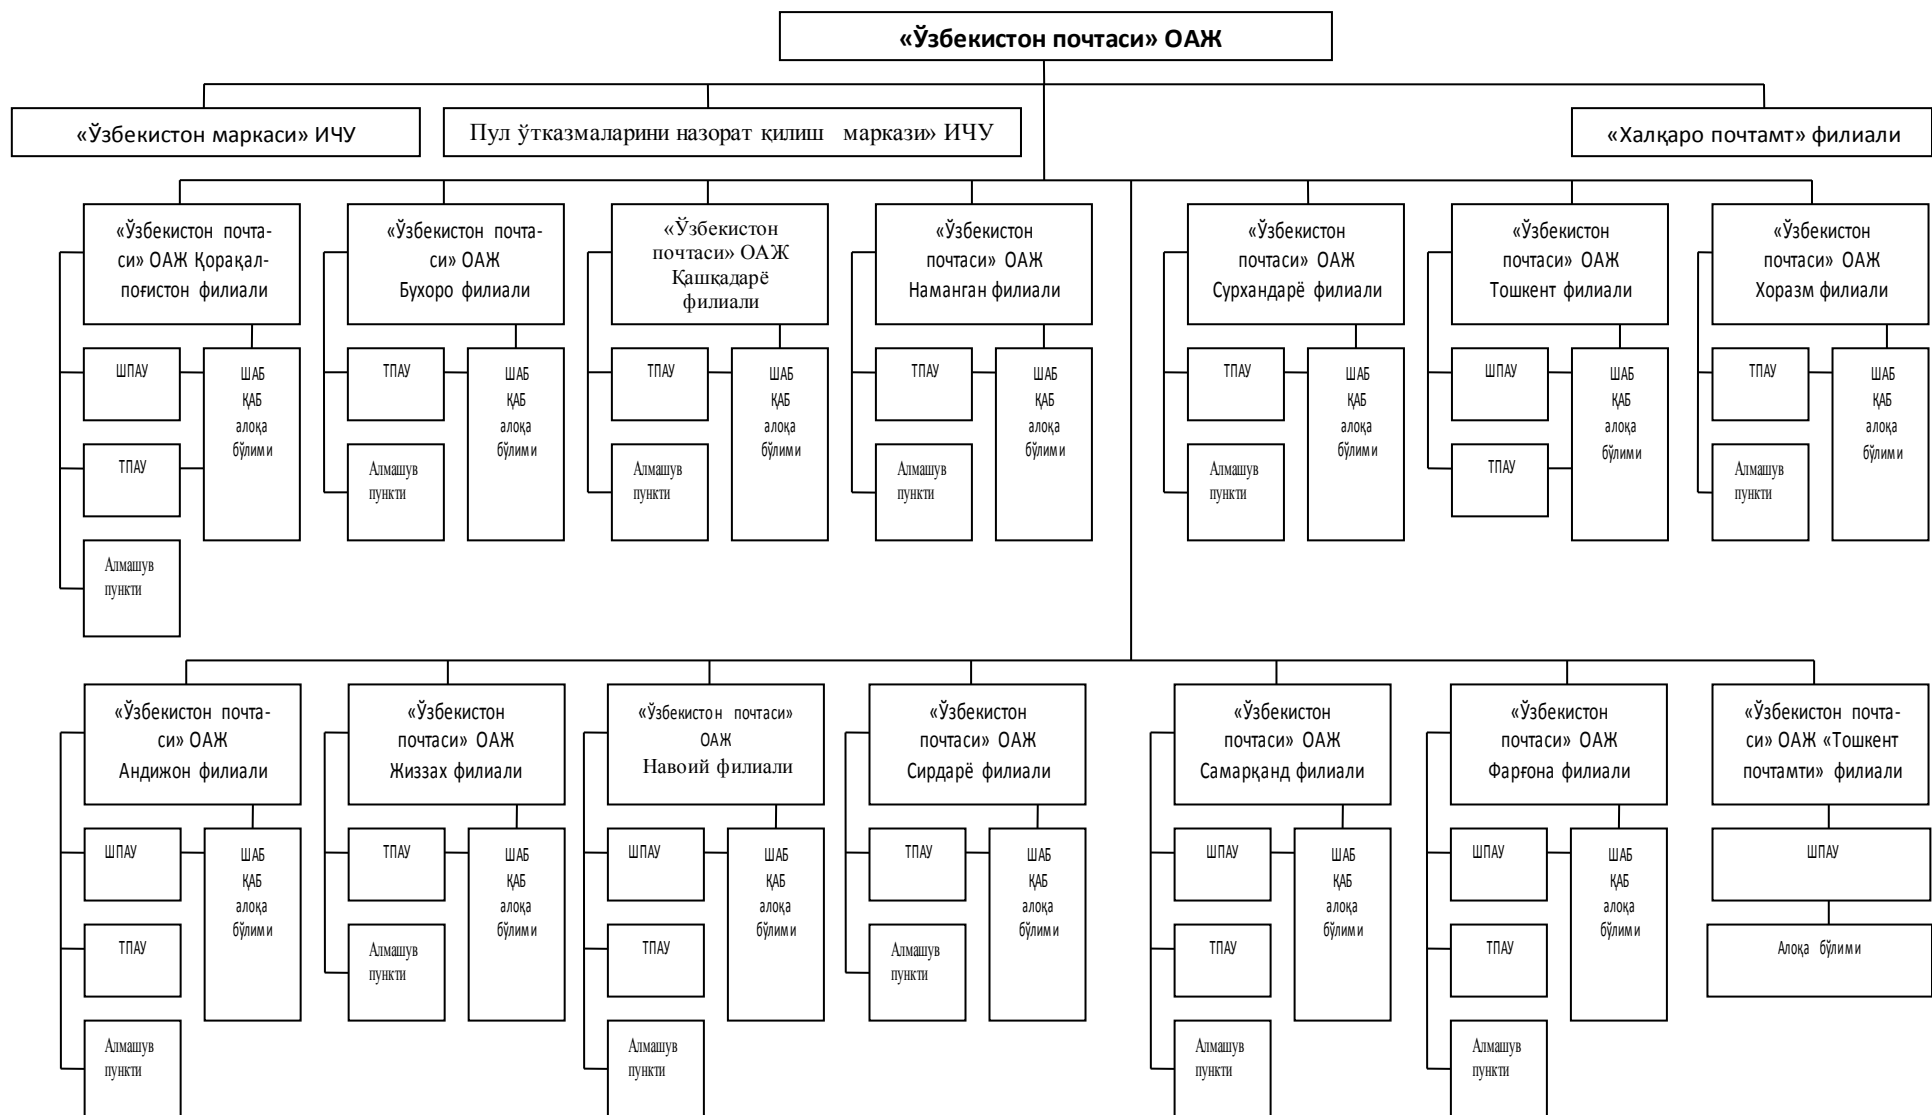 «Ўзбекистон почтаси» ОАЖ
«Ўзбекистон маркаси» ИЧУ
Пул ўтказмаларини назорат қилиш маркази» ИЧУ
«Халқаро почтамт» филиали
«Ўзбекистон почта-
си» ОАЖ Қорақал-
поғистон филиали
ШПАУ
ТПАУ
Алмашув
пункти
ШАБ
ҚАБ
алоқа
бўлими
«Ўзбекистон почта-
си» ОАЖ
Бухоро филиали
ТПАУ
Алмашув
пункти
ШАБ
ҚАБ
алоқа
бўлими
«Ўзбекистон
почтаси» ОАЖ
Қашқадарё
филиали
ТПАУ
Алмашув
пункти
ШАБ
ҚАБ
алоқа
бўлими
«Ўзбекистон
почтаси» ОАЖ
Наманган филиали
ТПАУ
Алмашув
пункти
ШАБ
ҚАБ
алоқа
бўлими
«Ўзбекистон
почтаси» ОАЖ
Сурхандарё филиали
ТПАУ
Алмашув
пункти
ШАБ
ҚАБ
алоқа
бўлими
«Ўзбекистон
почтаси» ОАЖ
Тошкент филиали
ШПАУ
ТПАУ
ШАБ
ҚАБ
алоқа
бўлими
«Ўзбекистон
почтаси» ОАЖ
Хоразм филиали
ТПАУ
Алмашув
пункти
ШАБ
ҚАБ
алоқа
бўлими
«Ўзбекистон почта-
си» ОАЖ
Андижон филиали
ШПАУ
ТПАУ
Алмашув
пункти
ШАБ
ҚАБ
алоқа
бўлими
«Ўзбекистон
почтаси» ОАЖ
Жиззах филиали
ТПАУ
Алмашув
пункти
ШАБ
ҚАБ
алоқа
бўлими
«Ўзбекистон почтаси»
ОАЖ
Навоий филиали
ШПАУ
ТПАУ
Алмашув
пункти
ШАБ
ҚАБ
алоқа
бўлими
«Ўзбекистон
почтаси» ОАЖ
Сирдарё филиали
ТПАУ
Алмашув
пункти
ШАБ
ҚАБ
алоқа
бўлими
«Ўзбекистон
почтаси» ОАЖ
Самарқанд филиали
ШПАУ
ТПАУ
Алмашув
пункти
ШАБ
ҚАБ
алоқа
бўлими
«Ўзбекистон
почтаси» ОАЖ
Фарғона филиали
ШПАУ
ТПАУ
Алмашув
пункти
ШАБ
ҚАБ
алоқа
бўлими
«Ўзбекистон почта-
си» ОАЖ «Тошкент
почтамти» филиали
ШПАУ
Алоқа бўлими